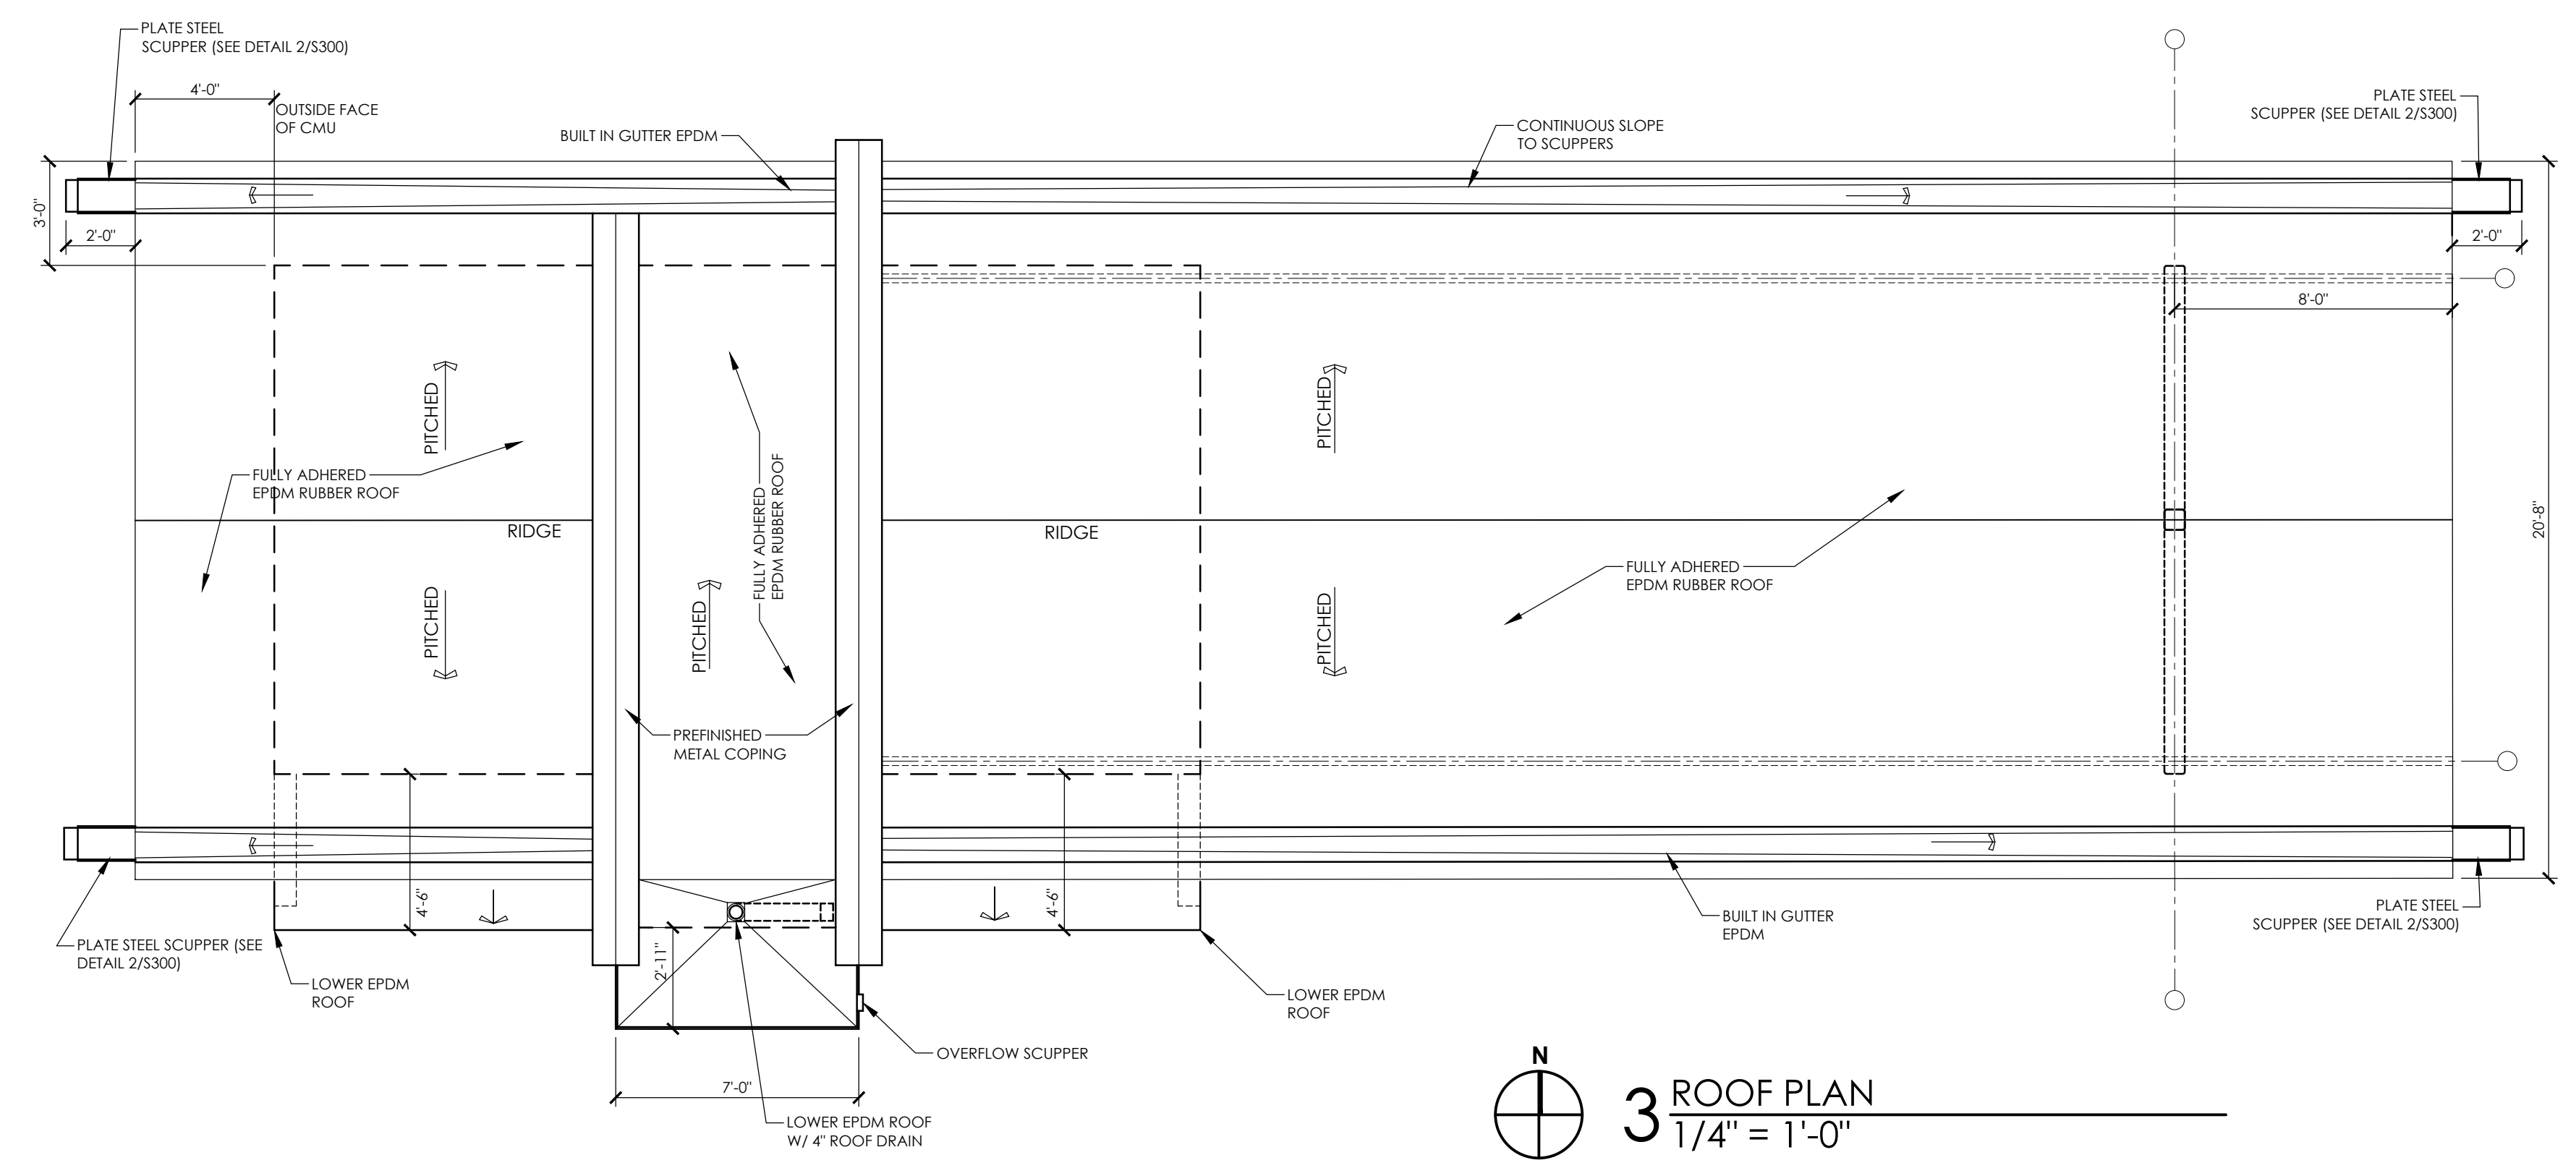 PLATE STEEL
SCUPPER (SEE DETAIL 2/S300)
4'-0"
OUTSIDE FACE
OF CMU
BUILT IN GUTTER EPDM
CONTINUOUS SLOPE
TO SCUPPERS
PLATE STEEL
SCUPPER (SEE DETAIL 2/S300)
3'-0"
2'-0"
2'-0"
8'-0"
PITCHED
PITCHED
FULLY ADHERED
EPDM RUBBER ROOF
FULLY ADHERED
EPDM RUBBER ROOF
RIDGE
RIDGE
20'-8"
FULLY ADHERED
EPDM RUBBER ROOF
PITCHED
PITCHED
PITCHED
PREFINISHED
METAL COPING
4'-6"
4'-6"
PLATE STEEL SCUPPER (SEE
DETAIL 2/S300)
2'-11"
BUILT IN GUTTER
EPDM
PLATE STEEL
SCUPPER (SEE DETAIL 2/S300)
LOWER EPDM
ROOF
LOWER EPDM
ROOF
OVERFLOW SCUPPER
7'-0"
LOWER EPDM ROOF
W/ 4" ROOF DRAIN
N
3
ROOF PLAN
1/4" = 1'-0"